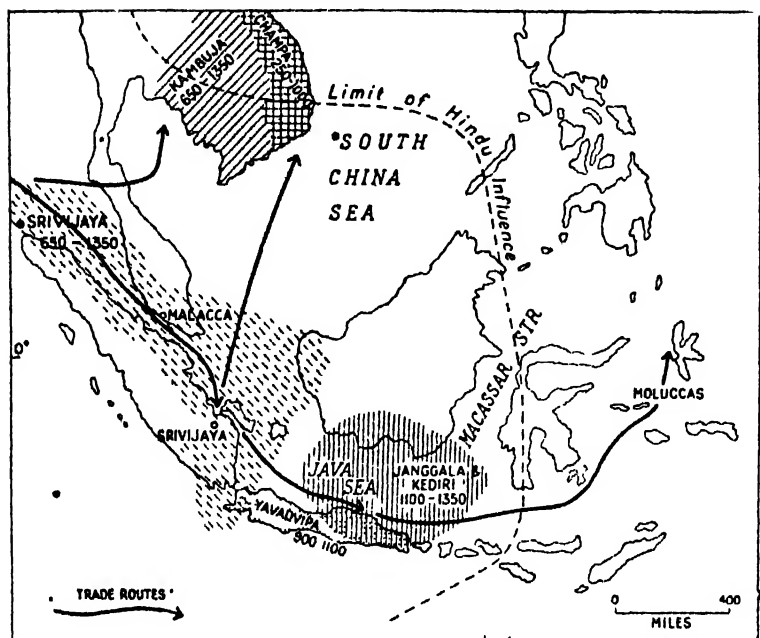 KAMBUJA
650-1350
CHAMPA
Limit of Hindu Influence
SOUTH
CHINA
SEA
SRIVIJAYA
650-1350
MALACCA
0°
MACASSAR STR
MOLUCCAS
SRIVIJAYA
JAVA
SEA
JANGGALA &
KEDIRI
1100-1350
YAVADVIPA
900 1100
TRADE ROUTES
0 400
MILES